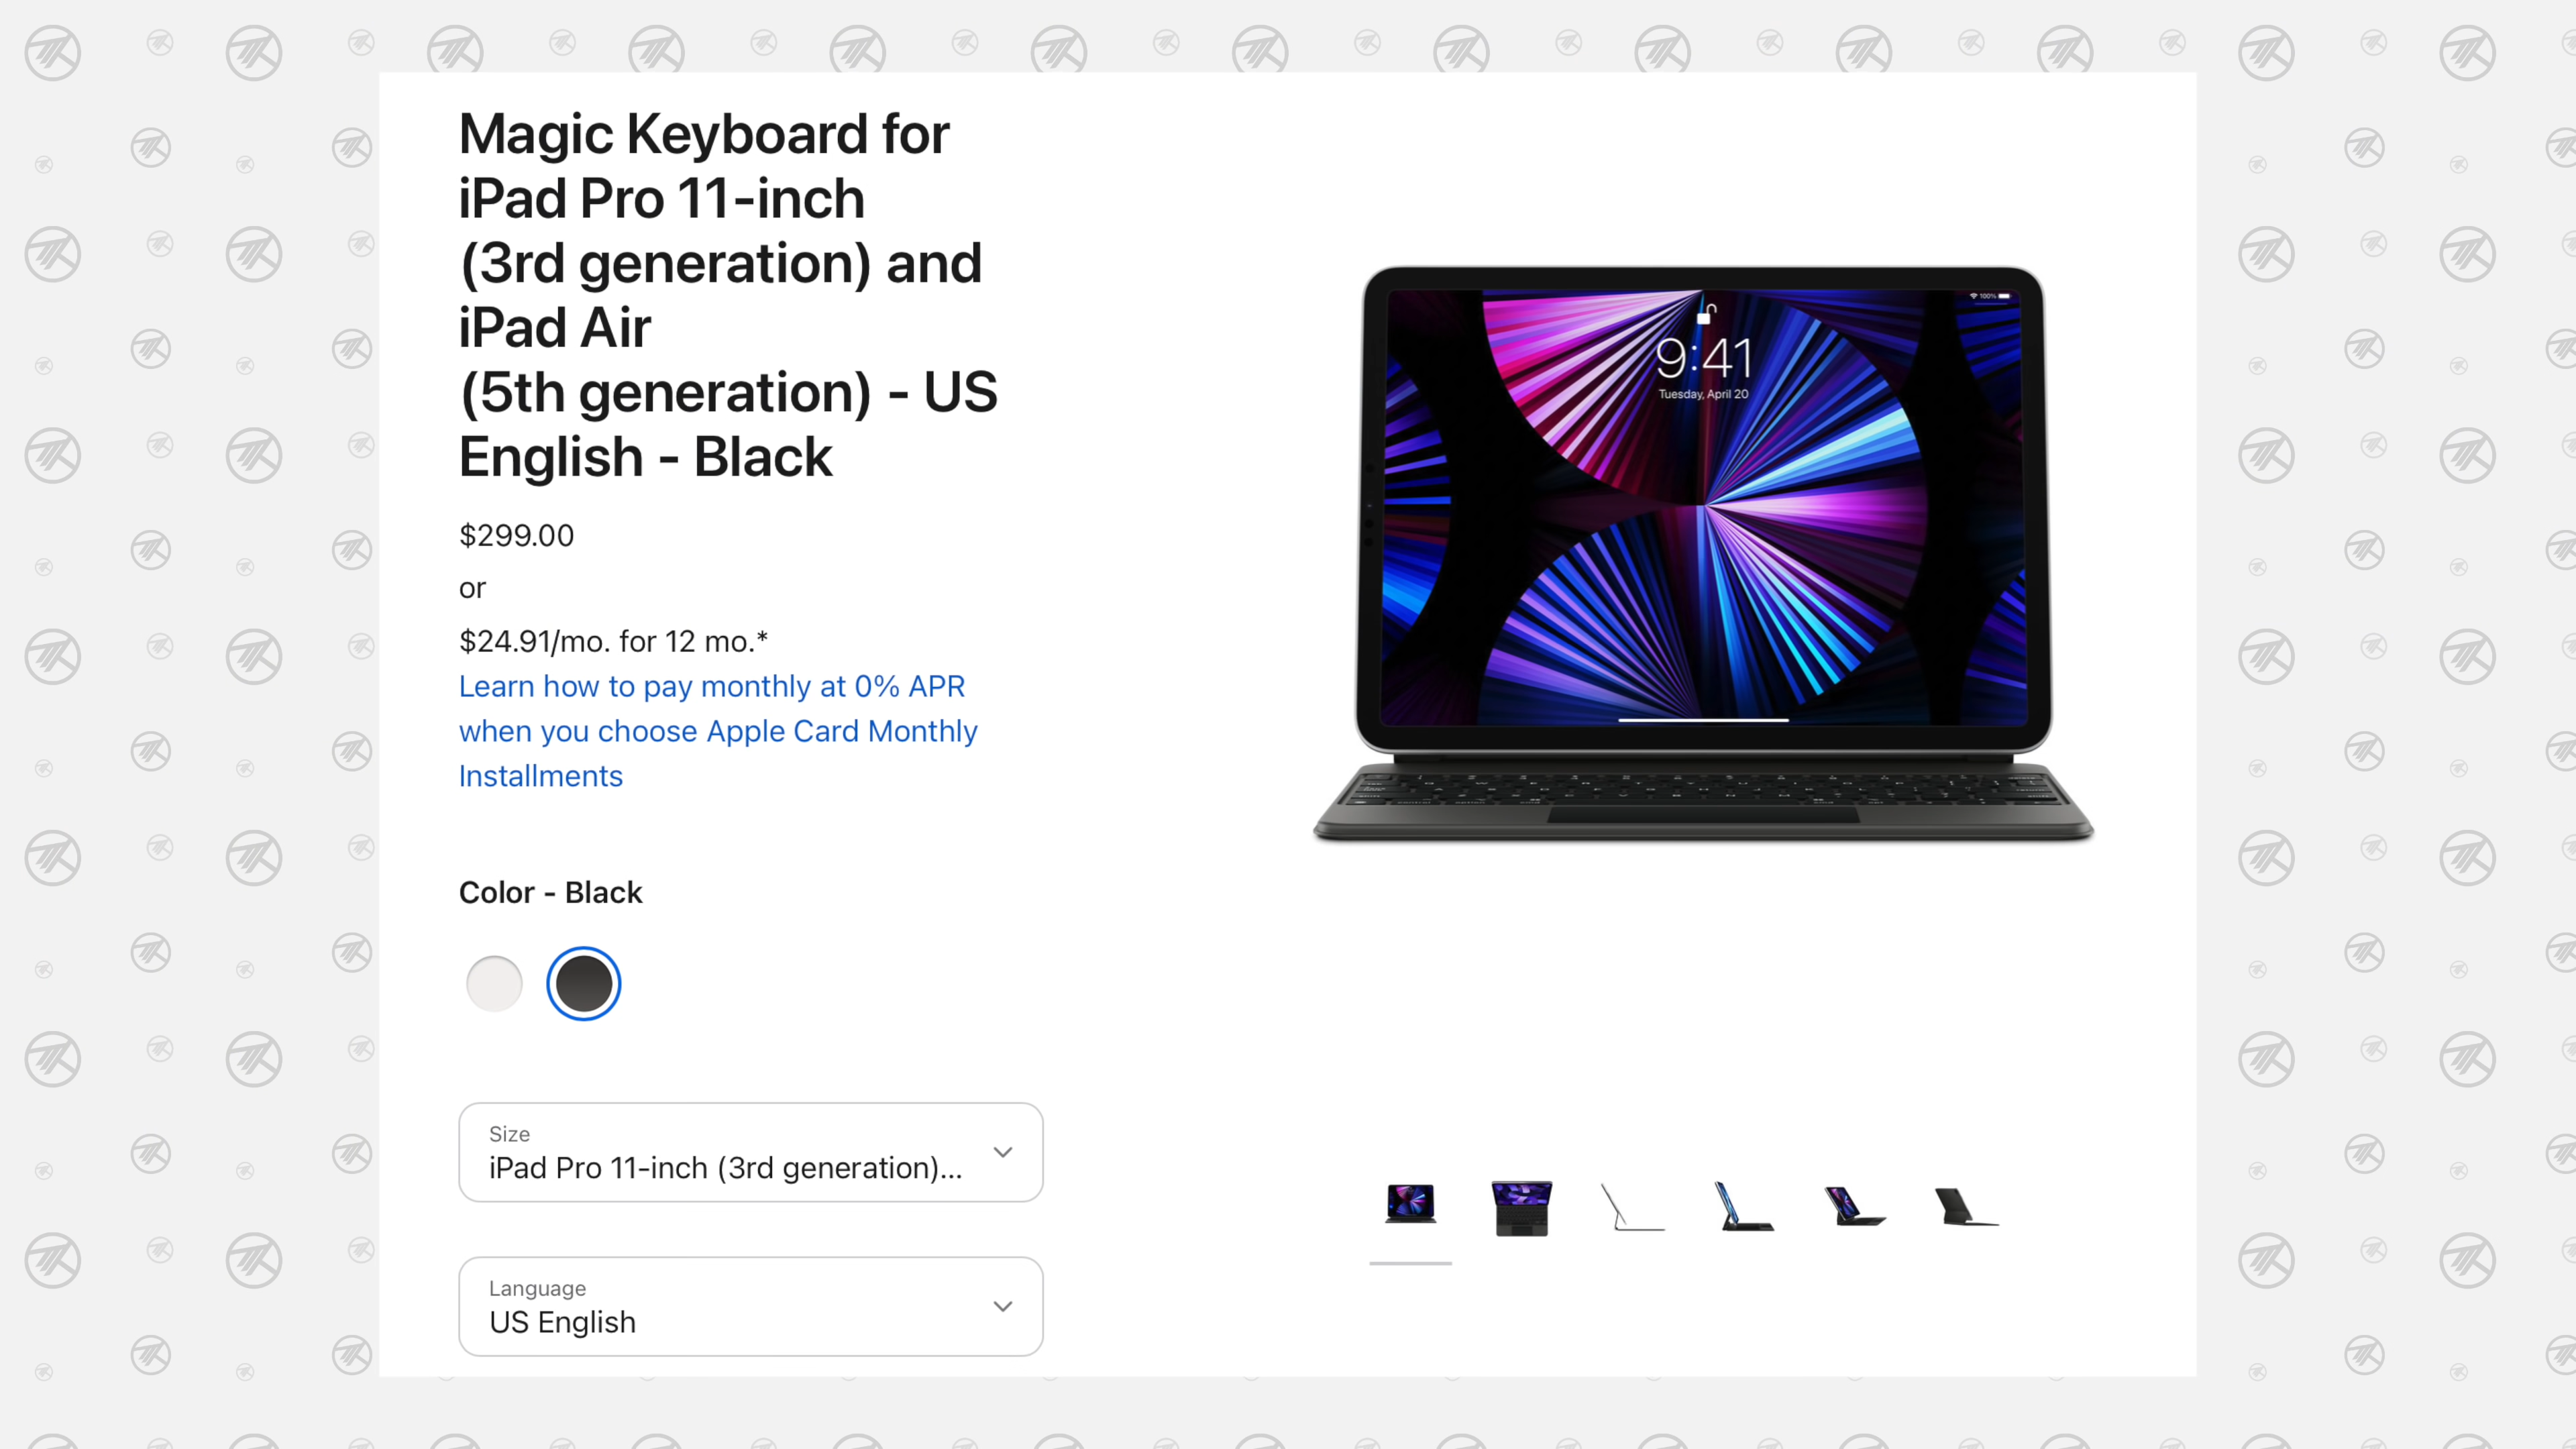 Magic Keyboard for
iPad Pro 11-inch
(3rd generation) and
iPad Air
(5th generation) - US
English - Black
$299.00
or
$24.91/mo. for 12 mo.*
Learn how to pay monthly at 0% APR
when you choose Apple Card Monthly
Installments
Color - Black
Size
iPad Pro 11-inch (3rd generation)...
Language
US English
100%
9:41
Tuesday, April 20